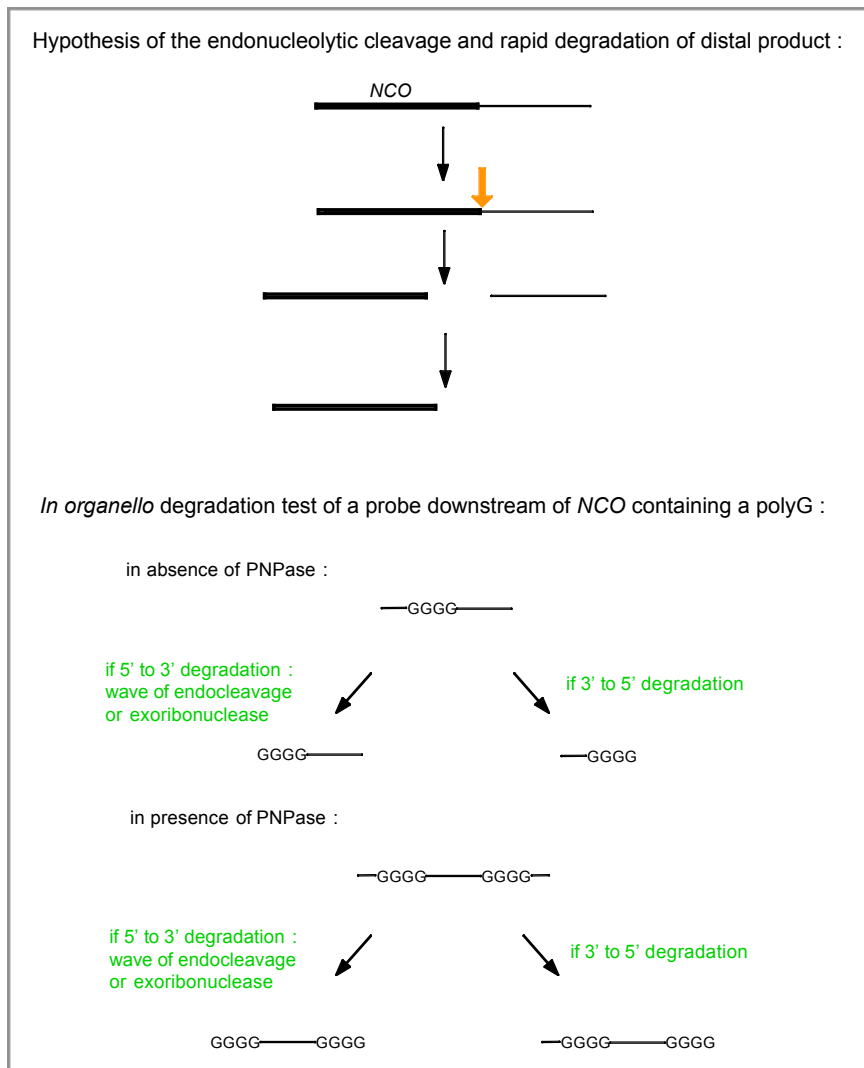 Hypothesis of the endonucleolytic cleavage and rapid degradation of distal product :
NCO
In organello degradation test of a probe downstream of NCO containing a polyG :
in absence of PNPase :
GGGG
if 5' to 3' degradation :
wave of endocleavage
or exoribonuclease
if 3' to 5' degradation
GGGG
GGGG
in presence of PNPase :
GGGG GGGG
if 5' to 3' degradation :
wave of endocleavage
or exoribonuclease
if 3' to 5' degradation
GGGG GGGG
GGGG GGGG